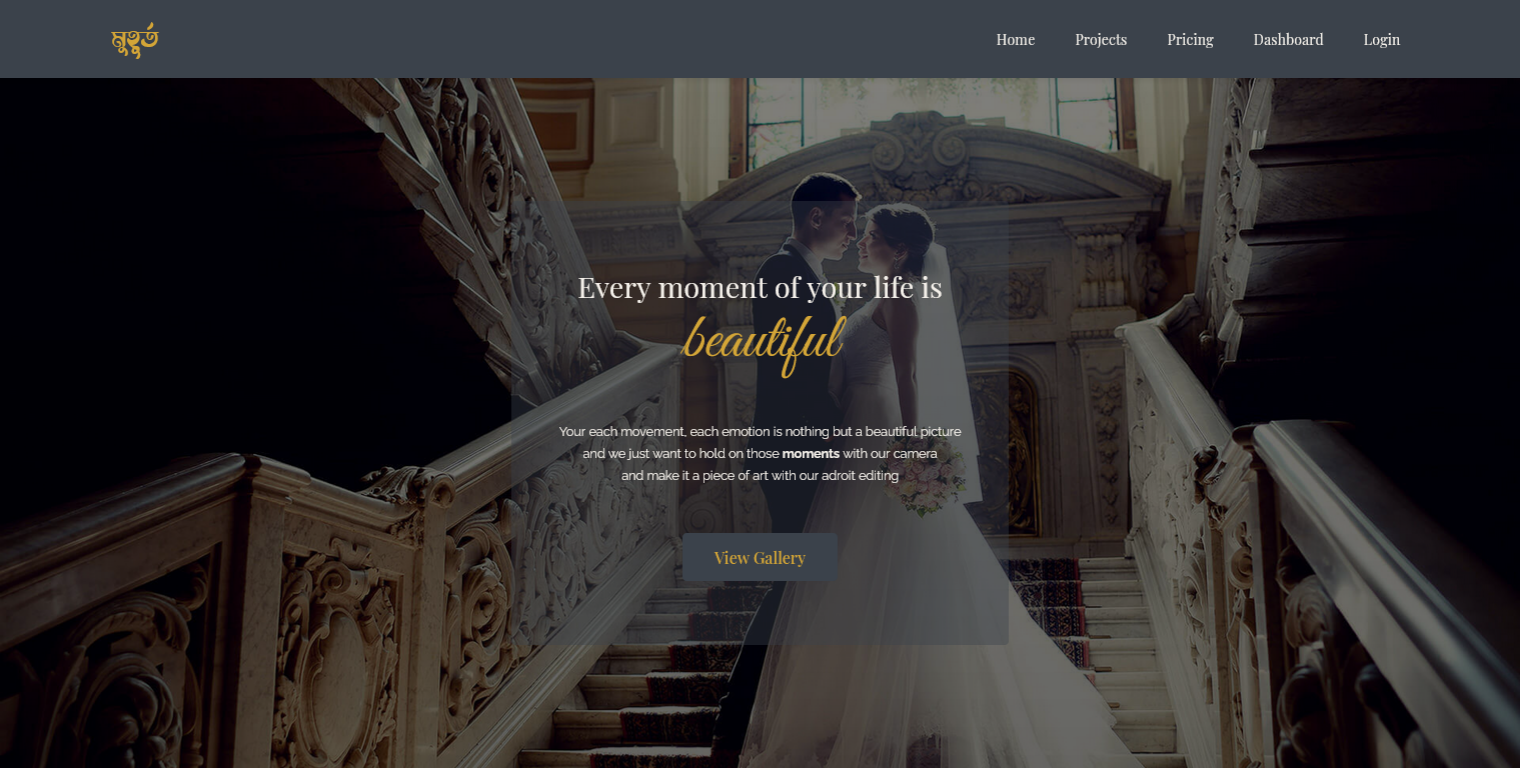 মুহূর্ত
Home Projects Pricing Dashboard Login
Every moment of your life is
beautiful
Your each movement, each emotion is nothing but a beautiful picture
and we just want to hold on those moments with our camera
and make it a piece of art with our adroit editing
View Gallery